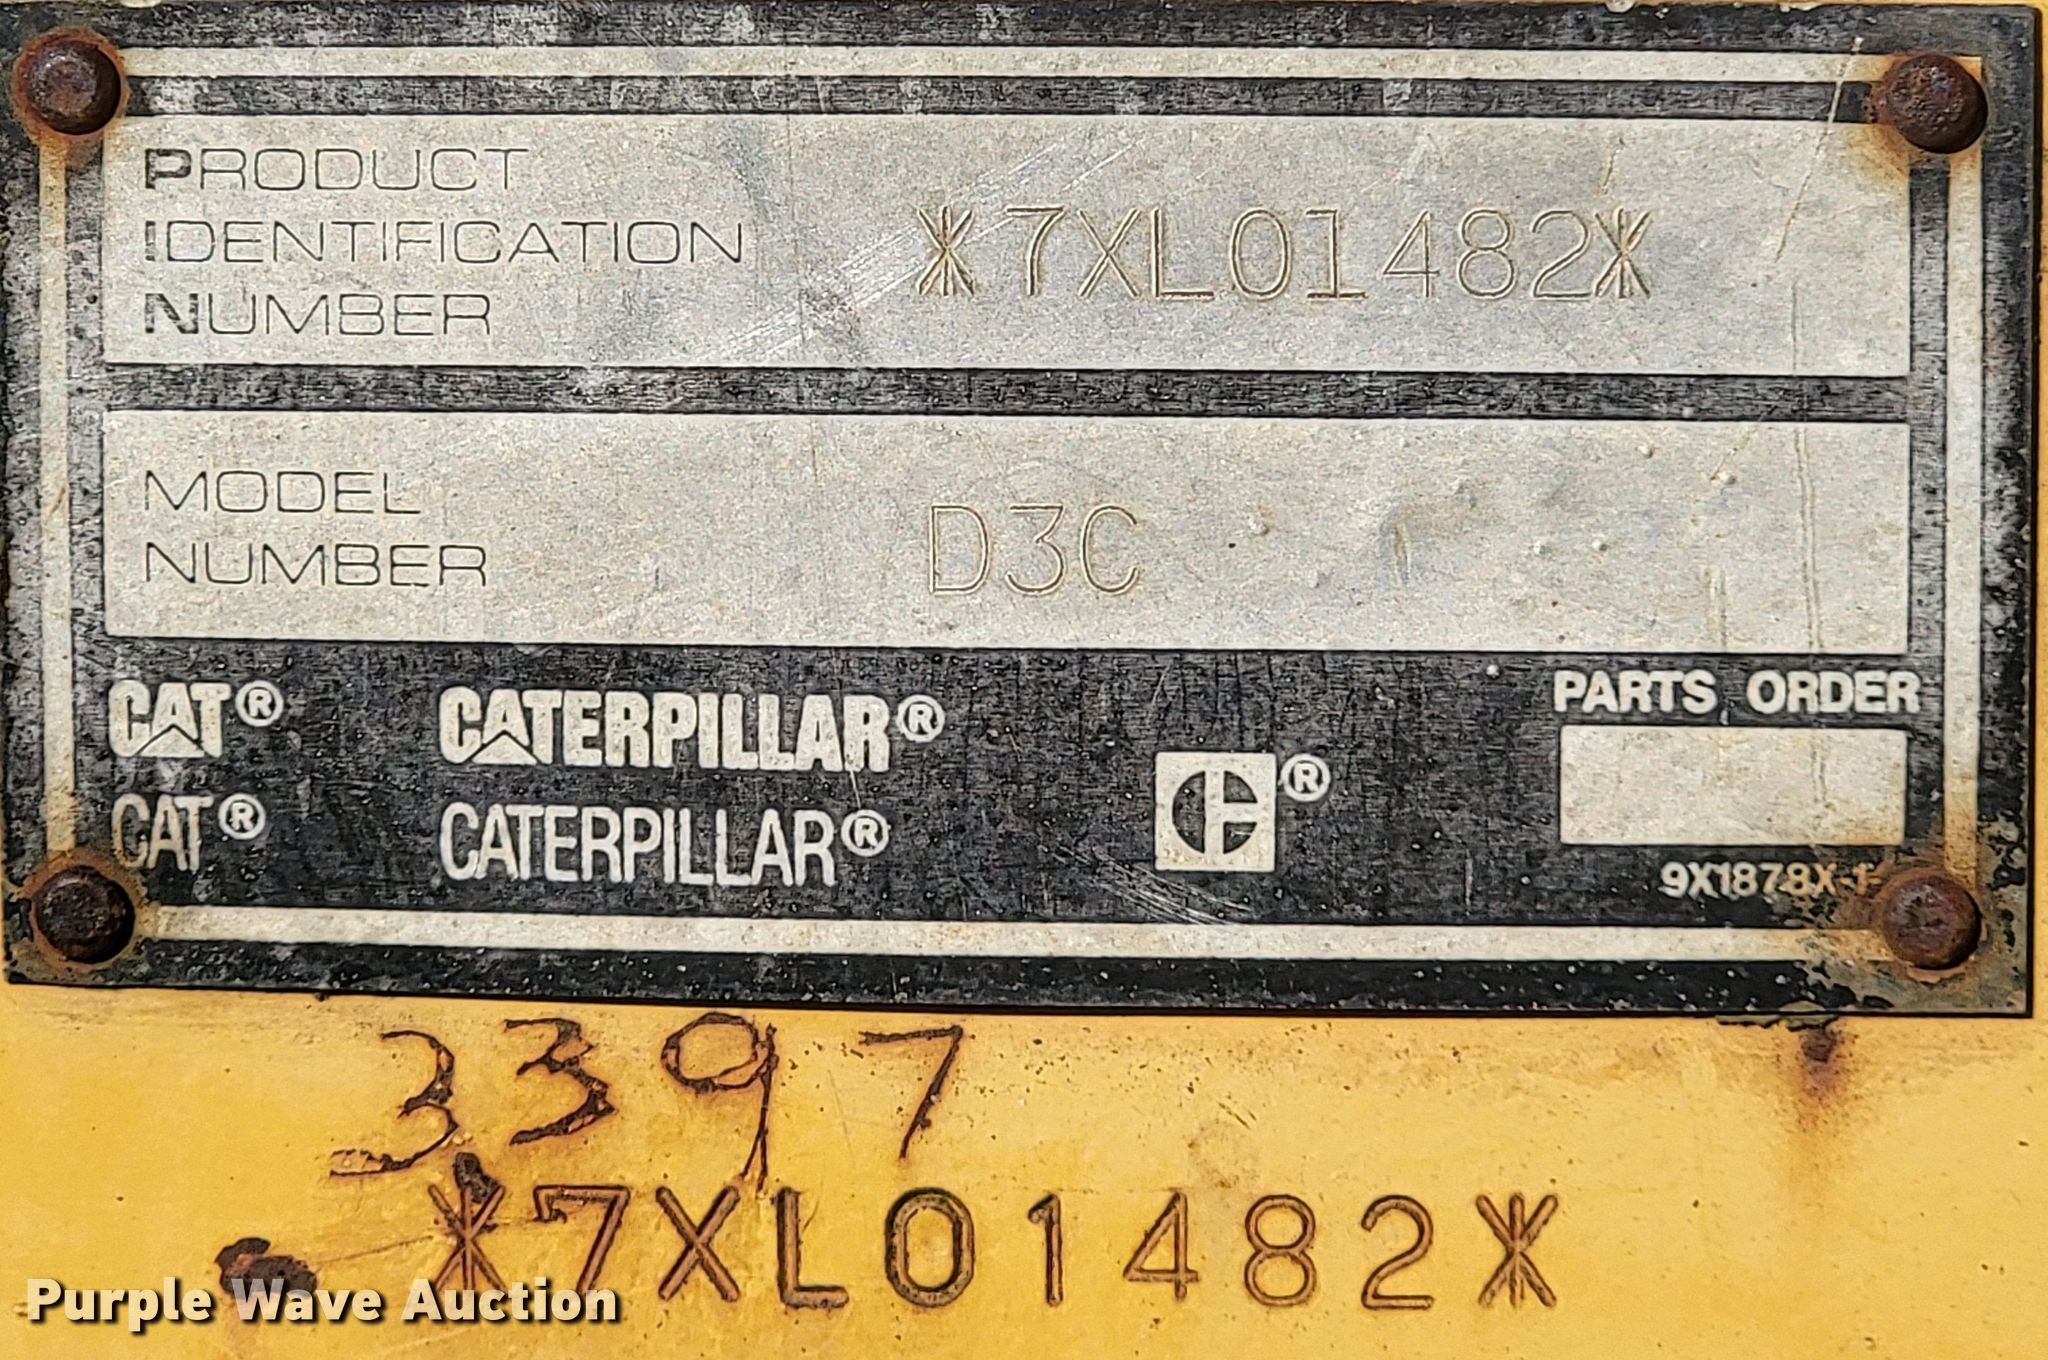 PRODUCT
IDENTIFICATION
NUMBER
*7XL01482*
MODEL
NUMBER
D3C
CAT® CATERPILLAR®
CAT® CATERPILLAR®
®
PARTS ORDER
9X1878X-1
3397
*7XL01482*
Purple Wave Auction